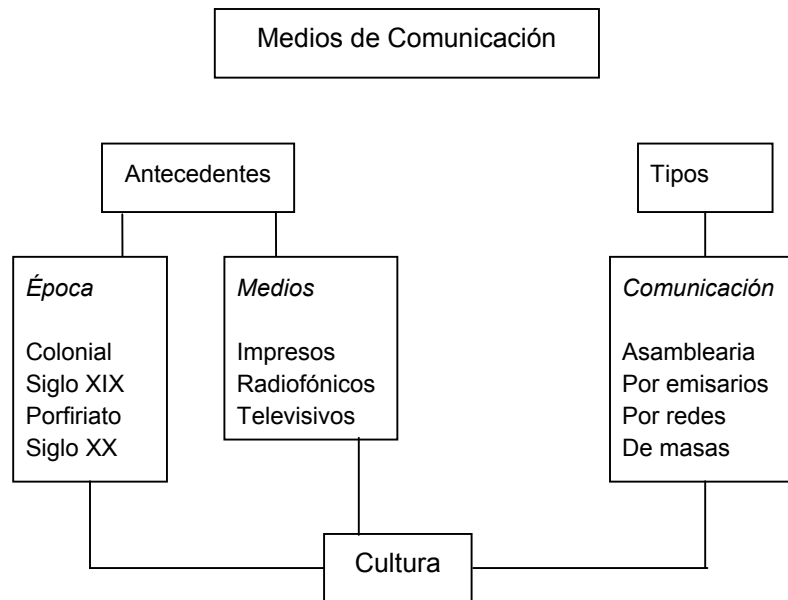 Medios de Comunicación
Antecedentes
Tipos
Época
Colonial
Siglo XIX
Porfiriato
Siglo XX
Medios
Impresos
Radiofónicos
Televisivos
Comunicación
Asamblearia
Por emisarios
Por redes
De masas
Cultura